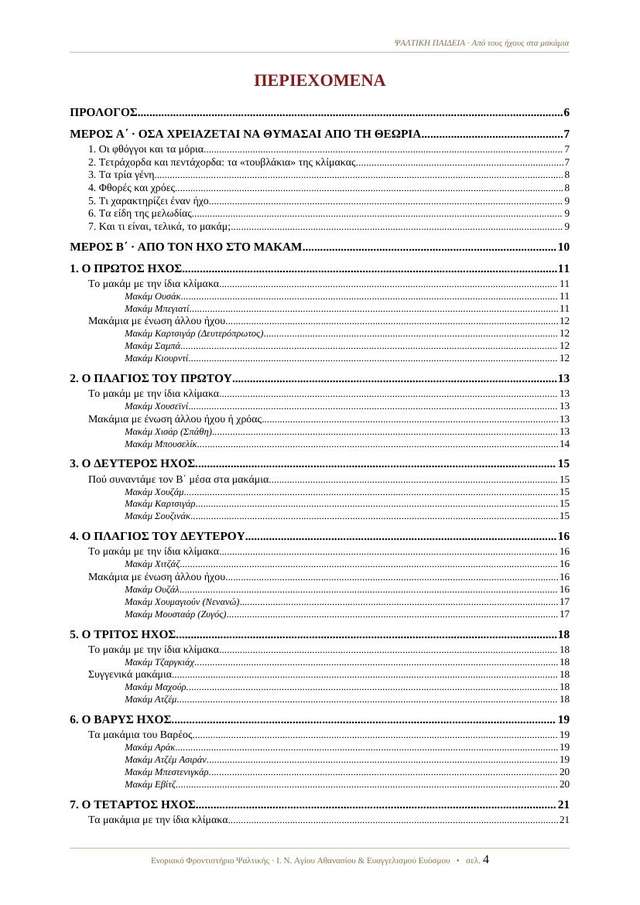 ΨΑΛΤΙΚΗ ΠΑΙΔΕΙΑ · Από τους ήχους στα μακάμια
ΠΕΡΙΕΧΟΜΕΝΑ
ΠΡΟΛΟΓΟΣ 6
ΜΕΡΟΣ Α΄ · ΟΣΑ ΧΡΕΙΑΖΕΤΑΙ ΝΑ ΘΥΜΑΣΑΙ ΑΠΟ ΤΗ ΘΕΩΡΙΑ 7
1. Οι φθόγγοι και τα μόρια 7
2. Τετράχορδα και πεντάχορδα: τα «τουβλάκια» της κλίμακας 7
3. Τα τρία γένη 8
4. Φθορές και χρόες 8
5. Τι χαρακτηρίζει έναν ήχο 9
6. Τα είδη της μελωδίας 9
7. Και τι είναι, τελικά, το μακάμ; 9
ΜΕΡΟΣ Β΄ · ΑΠΟ ΤΟΝ ΗΧΟ ΣΤΟ ΜΑΚΑΜ 10
1. Ο ΠΡΩΤΟΣ ΗΧΟΣ 11
Το μακάμ με την ίδια κλίμακα 11
Μακάμ Ουσάκ 11
Μακάμ Μπεγιατί 11
Μακάμια με ένωση άλλου ήχου 12
Μακάμ Καρτσιγάρ (Δευτερόπρωτος) 12
Μακάμ Σαμπά 12
Μακάμ Κιουρντί 12
2. Ο ΠΛΑΓΙΟΣ ΤΟΥ ΠΡΩΤΟΥ 13
Το μακάμ με την ίδια κλίμακα 13
Μακάμ Χουσεϊνί 13
Μακάμια με ένωση άλλου ήχου ή χρόας 13
Μακάμ Χισάρ (Σπάθη) 13
Μακάμ Μπουσελίκ 14
3. Ο ΔΕΥΤΕΡΟΣ ΗΧΟΣ 15
Πού συναντάμε τον Β΄ μέσα στα μακάμια 15
Μακάμ Χουζάμ 15
Μακάμ Καρτσιγάρ 15
Μακάμ Σουζινάκ 15
4. Ο ΠΛΑΓΙΟΣ ΤΟΥ ΔΕΥΤΕΡΟΥ 16
Το μακάμ με την ίδια κλίμακα 16
Μακάμ Χιτζάζ 16
Μακάμια με ένωση άλλου ήχου 16
Μακάμ Ουζάλ 16
Μακάμ Χουμαγιούν (Νενανώ) 17
Μακάμ Μουσταάρ (Ζυγός) 17
5. Ο ΤΡΙΤΟΣ ΗΧΟΣ 18
Το μακάμ με την ίδια κλίμακα 18
Μακάμ Τζαργκιάχ 18
Συγγενικά μακάμια 18
Μακάμ Μαχούρ 18
Μακάμ Ατζέμ 18
6. Ο ΒΑΡΥΣ ΗΧΟΣ 19
Τα μακάμια του Βαρέος 19
Μακάμ Αράκ 19
Μακάμ Ατζέμ Ασιράν 19
Μακάμ Μπεστενιγκάρ 20
Μακάμ Εβίτζ 20
7. Ο ΤΕΤΑΡΤΟΣ ΗΧΟΣ 21
Τα μακάμια με την ίδια κλίμακα 21
Ενοριακό Φροντιστήριο Ψαλτικής · Ι. Ν. Αγίου Αθανασίου & Ευαγγελισμού Ευόσμου • σελ. 4